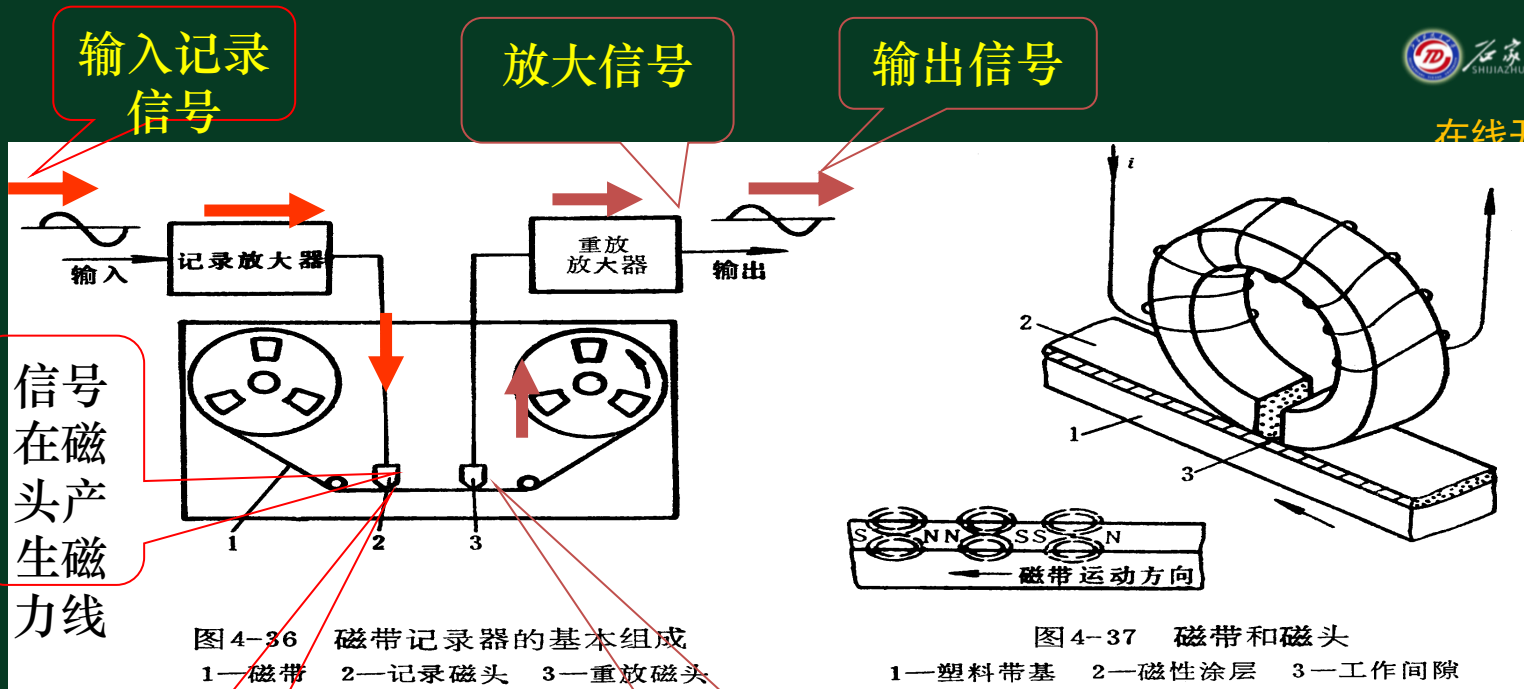 输入记录
信号
放大信号
输出信号
石家
SHIJIAZHU
在线
i
输入
记录放大器
重放
放大器
输出
信号
在磁
头产
生磁
力线
1
2
3
2
1
3
S NN SS N
磁带运动方向
图4-36 磁带记录器的基本组成
1—磁带 2—记录磁头 3—重放磁头
图4-37 磁带和磁头
1—塑料带基 2—磁性涂层 3—工作间隙